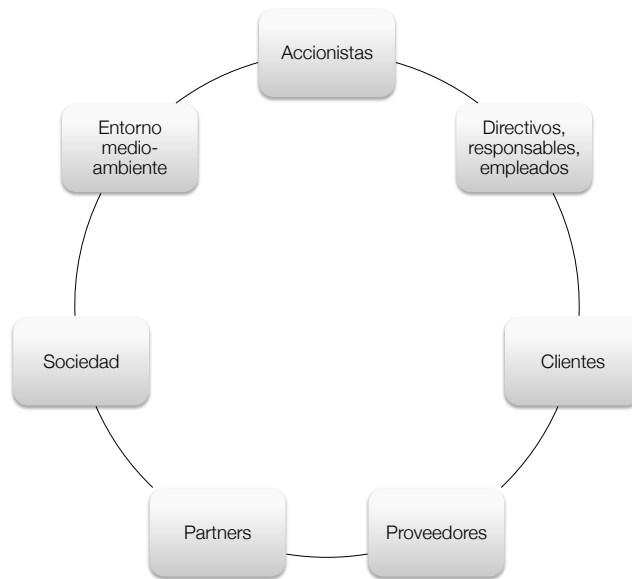 Accionistas
Directivos,
responsables,
empleados
Clientes
Proveedores
Partners
Sociedad
Entorno
medio-
ambiente